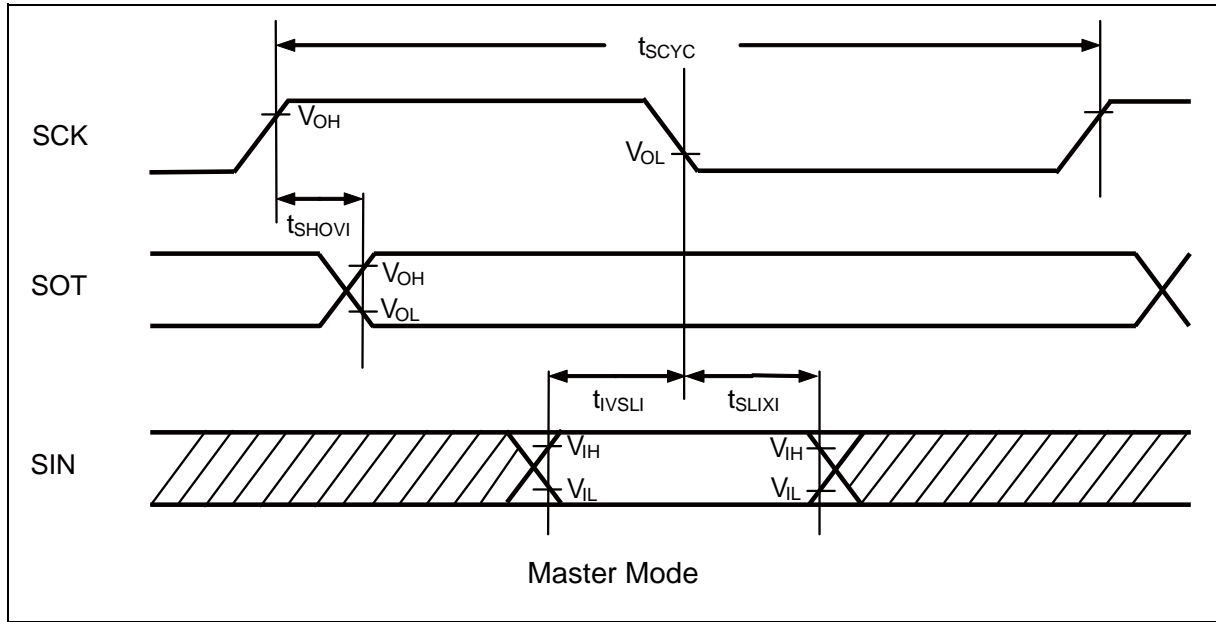 tSCYC
SCK
VOH
VOL
tSHOVI
SOT
VOH
VOL
tIVSLI
tSLIXI
SIN
VIH
VIH
VIL
VIL
Master Mode